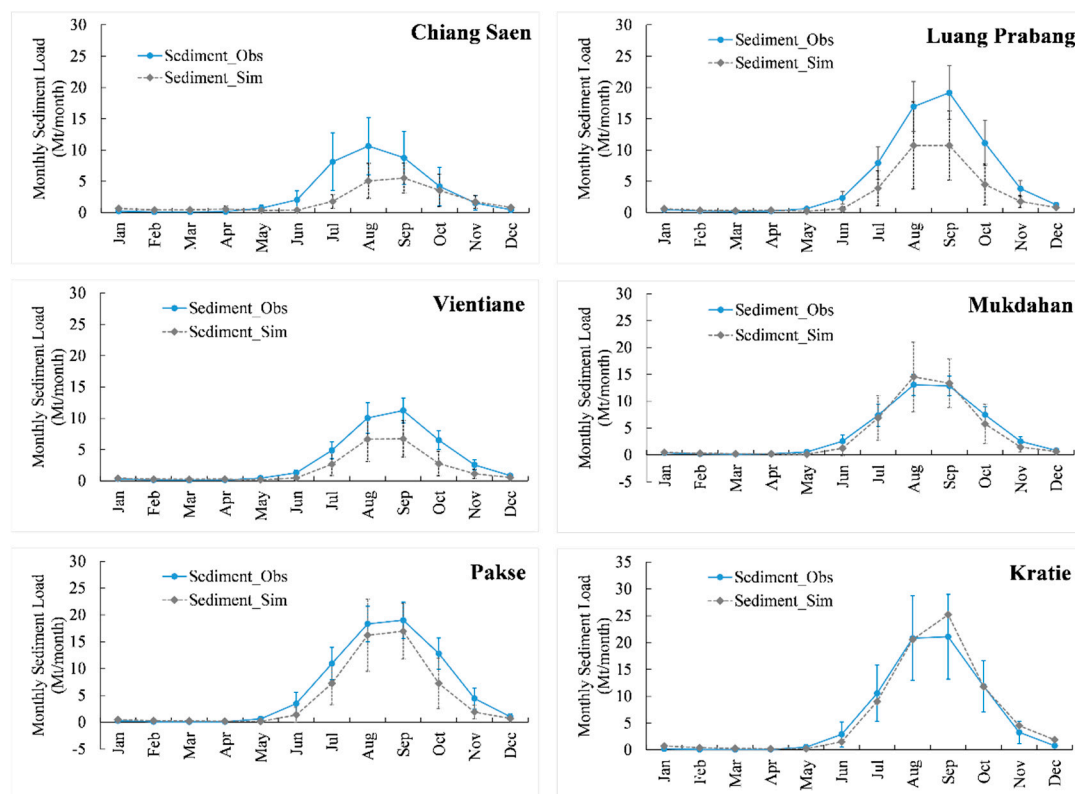 Chiang Saen
Sediment_Obs
Sediment_Sim
Monthly Sediment Load
(Mt/month)
30
25
20
15
10
5
0
Jan Feb Mar Apr May Jun Jul Aug Sep Oct Nov Dec
Luang Prabang
Sediment_Obs
Sediment_Sim
Monthly Sediment Load
(Mt/month)
30
25
20
15
10
5
0
Jan Feb Mar Apr May Jun Jul Aug Sep Oct Nov Dec
Vientiane
Sediment_Obs
Sediment_Sim
Monthly Sediment Load
(Mt/month)
30
25
20
15
10
5
0
Jan Feb Mar Apr May Jun Jul Aug Sep Oct Nov Dec
Mukdahan
Sediment_Obs
Sediment_Sim
Monthly Sediment Load
(Mt/month)
30
25
20
15
10
5
0
-5
Jan Feb Mar Apr May Jun Jul Aug Sep Oct Nov Dec
Pakse
Sediment_Obs
Sediment_Sim
Monthly Sediment Load
(Mt/month)
30
25
20
15
10
5
0
-5
Jan Feb Mar Apr May Jun Jul Aug Sep Oct Nov Dec
Kratie
Sediment_Obs
Sediment_Sim
Monthly Sediment Load
(Mt/month)
35
30
25
20
15
10
5
0
Jan Feb Mar Apr May Jun Jul Aug Sep Oct Nov Dec